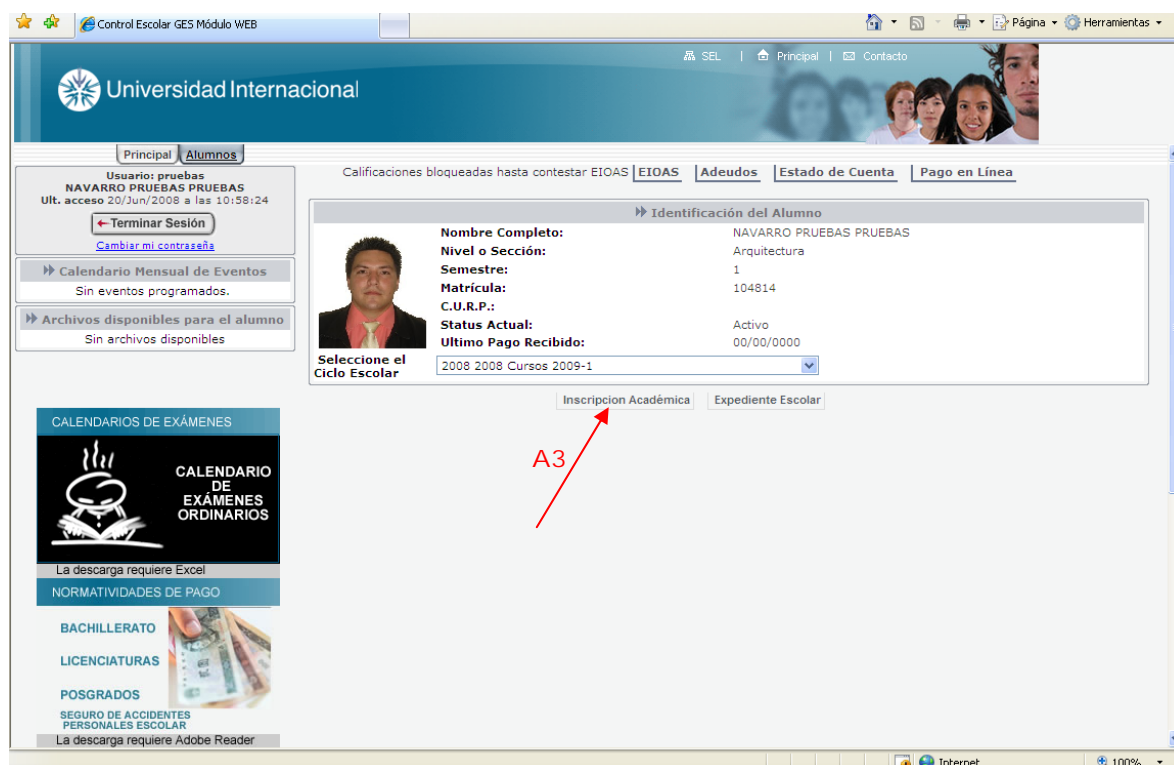 Control Escolar GES Módulo WEB
Página
Herramientas
SEL | Principal | Contacto
Universidad Internacional
Principal Alumnos
Usuario: pruebas
NAVARRO PRUEBAS PRUEBAS
Ult. acceso 20/Jun/2008 a las 10:58:24
Terminar Sesión
Cambiar mi contraseña
Calendario Mensual de Eventos
Sin eventos programados.
Archivos disponibles para el alumno
Sin archivos disponibles
CALENDARIOS DE EXÁMENES
CALENDARIO
DE
EXÁMENES
ORDINARIOS
La descarga requiere Excel
NORMATIVIDADES DE PAGO
BACHILLERATO
LICENCIATURAS
POSGRADOS
SEGURO DE ACCIDENTES
PERSONALES ESCOLAR
La descarga requiere Adobe Reader
Calificaciones bloqueadas hasta contestar EIOAS EIOAS Adeudos Estado de Cuenta Pago en Línea
Identificación del Alumno
Nombre Completo: NAVARRO PRUEBAS PRUEBAS
Nivel o Sección: Arquitectura
Semestre: 1
Matrícula: 104814
C.U.R.P.:
Status Actual: Activo
Ultimo Pago Recibido: 00/00/0000
Seleccione el
Ciclo Escolar
2008 2008 Cursos 2009-1
Inscripcion Académica Expediente Escolar
A3
Internet 100%